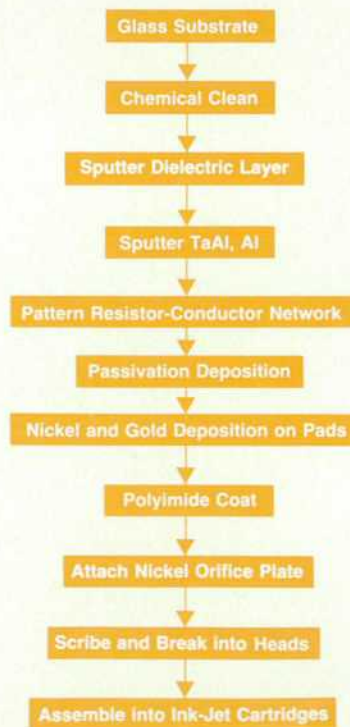 Glass Substrate
Chemical Clean
Sputter Dielectric Layer
Sputter TaAl, Al
Pattern Resistor-Conductor Network
Passivation Deposition
Nickel and Gold Deposition on Pads
Polyimide Coat
Attach Nickel Orifice Plate
Scribe and Break into Heads
Assemble into Ink-Jet Cartridges